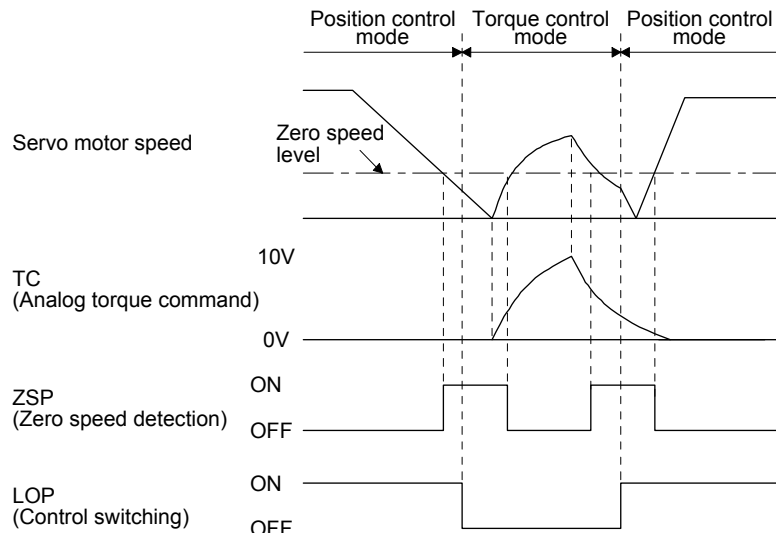 Position control
mode
Torque control
mode
Position control
mode
Servo motor speed
Zero speed
level
10V
TC
(Analog torque command)
0V
ON
ZSP
(Zero speed detection)
OFF
ON
LOP
(Control switching)
OFF